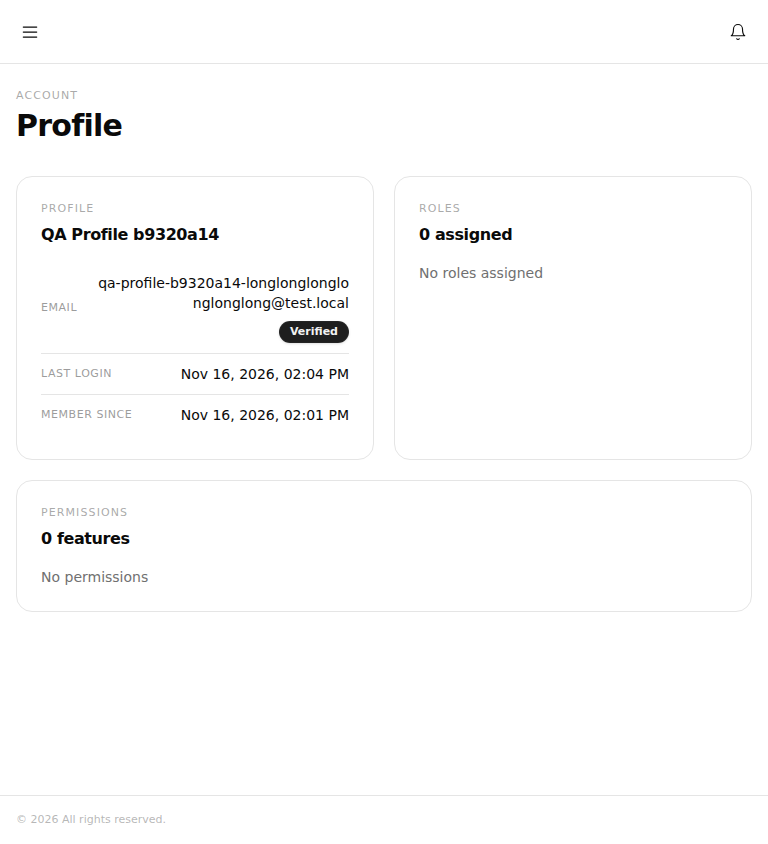 ACCOUNT
Profile
PROFILE
QA Profile b9320a14
EMAIL
qa-profile-b9320a14-longlonglonglo
nglonglong@test.local
Verified
LAST LOGIN
Nov 16, 2026, 02:04 PM
MEMBER SINCE
Nov 16, 2026, 02:01 PM
ROLES
0 assigned
No roles assigned
PERMISSIONS
0 features
No permissions
© 2026 All rights reserved.